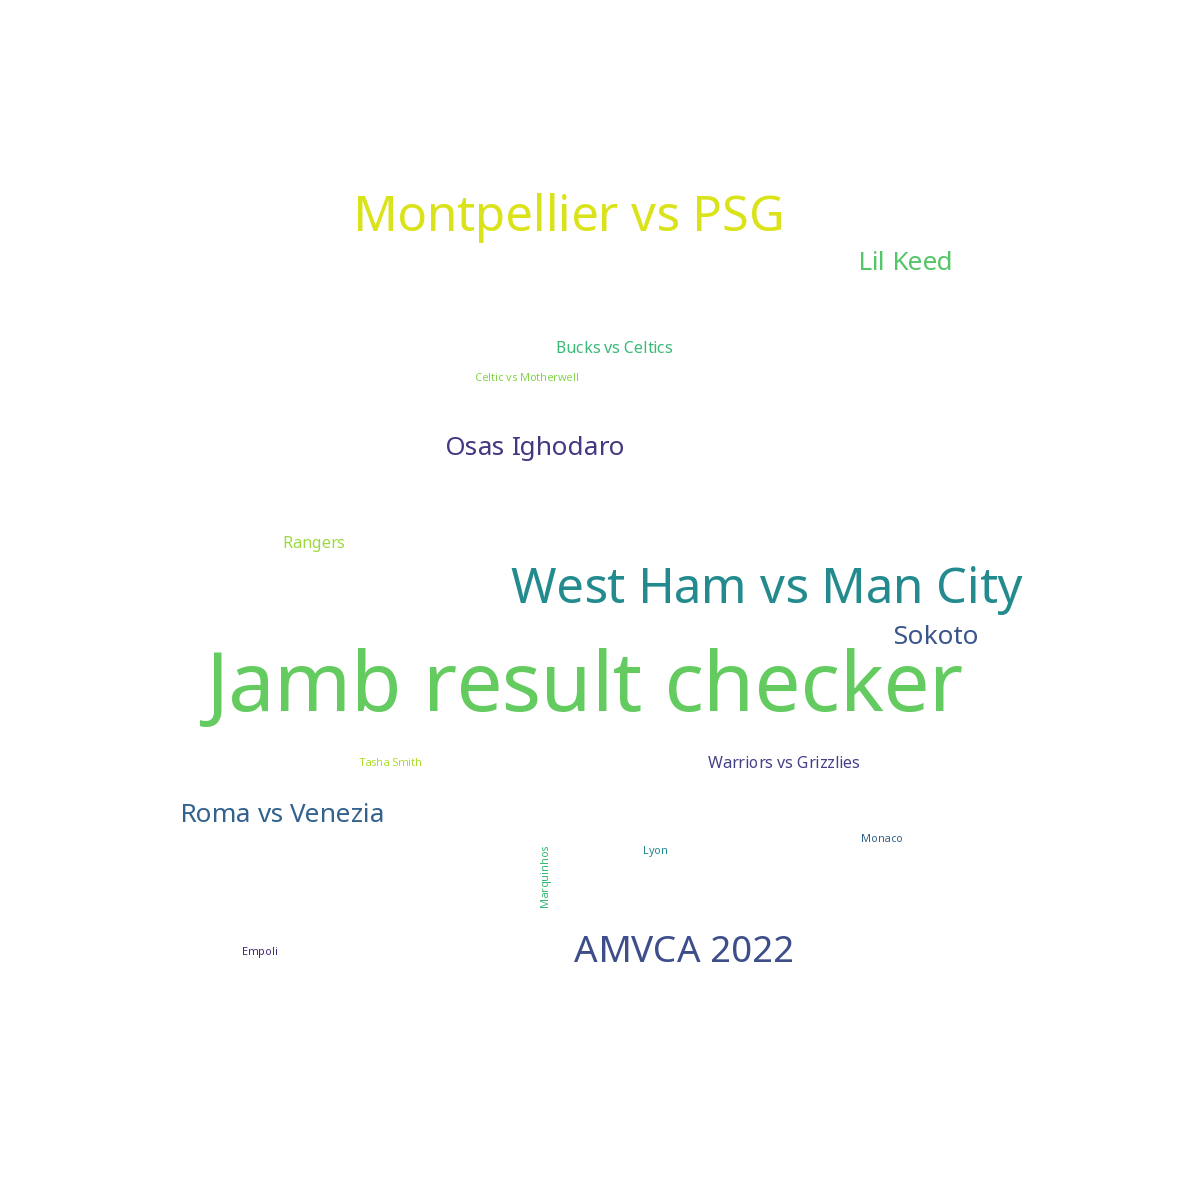 Montpellier vs PSG
Lil Keed
Bucks vs Celtics
Celtic vs Motherwell
Osas Ighodaro
Rangers
West Ham vs Man City
Sokoto
Jamb result checker
Tasha Smith
Warriors vs Grizzlies
Roma vs Venezia
Monaco
Lyon
Marquinhos
AMVCA 2022
Empoli